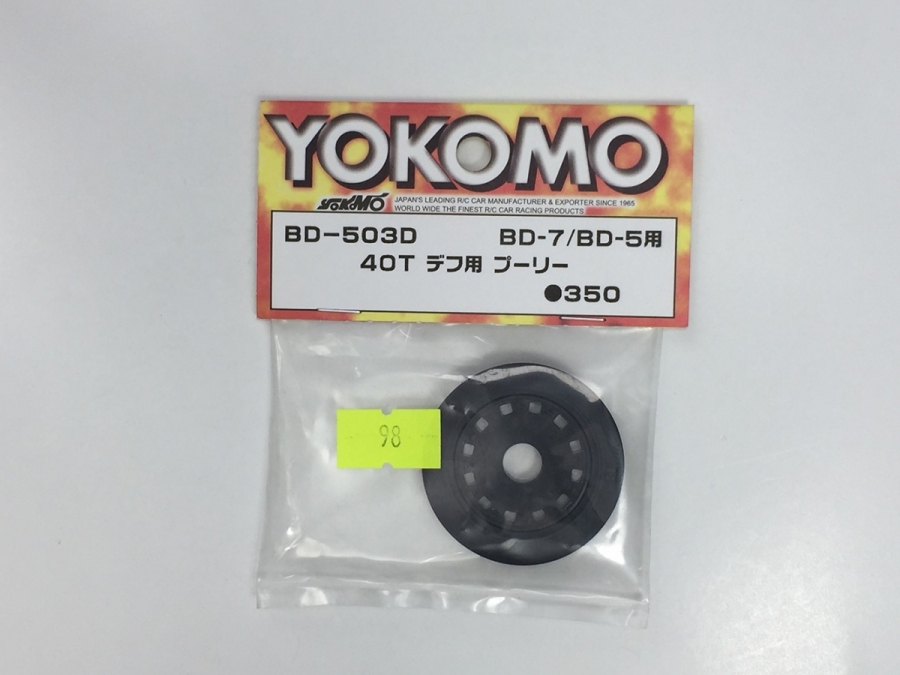 YOKOMO
YOKOMO JAPAN'S LEADING R/C CAR MANUFACTURER & EXPORTER SINCE 1965
WORLD WIDE THE FINEST R/C CAR RACING PRODUCTS
BD-503D BD-7/BD-5用
40T デフ用 プーリー
●350
98